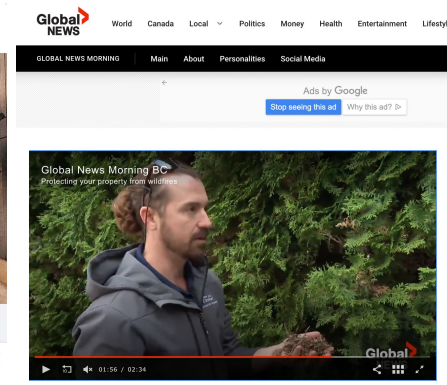 Global
NEWS
World Canada Local Politics Money Health Entertainment Lifestyl
GLOBAL NEWS MORNING Main About Personalities Social Media
Ads by Google
Stop seeing this ad Why this ad?
Global News Morning BC
Protecting your property from wildfires
Global
01:56 / 02:34